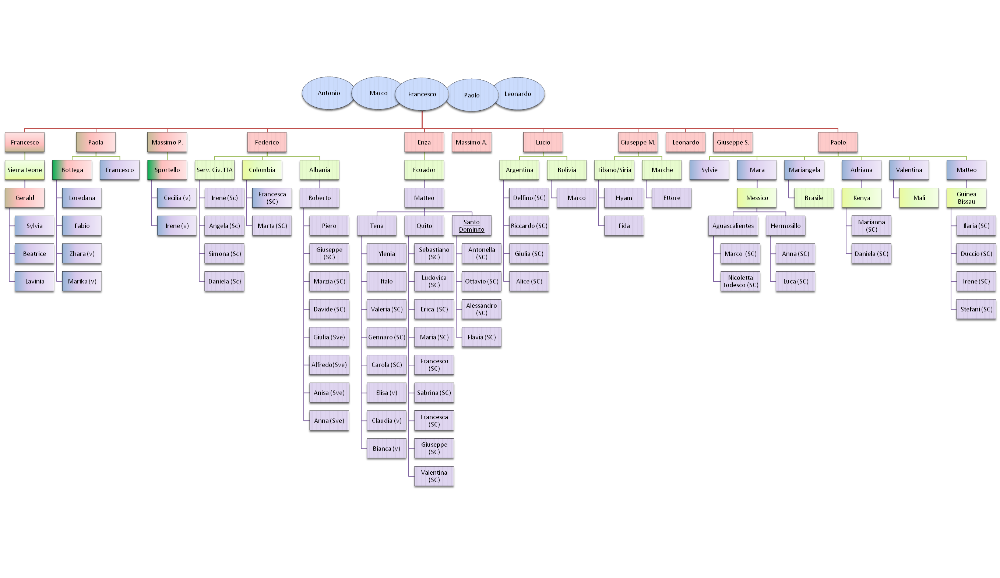 Antonio
Marco
Francesco
Paolo
Leonardo
Francesco
Paola
Massimo P.
Federico
Enza
Massimo A.
Lucio
Giuseppe M.
Leonardo
Giuseppe S.
Paolo
Sierra Leone
Bottega
Francesco
Sportello
Serv. Civ. ITA
Colombia
Albania
Ecuador
Argentina
Bolivia
Libano/Siria
Marche
Sylvie
Mara
Mariangela
Adriana
Valentina
Matteo
Gerald
Loredana
Cecilia (v)
Irene (Sc)
Francesca
(SC)
Roberto
Matteo
Delfino (SC)
Marco
Hyam
Ettore
Messico
Brasile
Kenya
Mali
Guinea
Bissau
Sylvia
Fabio
Irene (v)
Angela (Sc)
Marta (SC)
Piero
Tena
Quito
Santo
Domingo
Riccardo (SC)
Fida
Aguascalientes
Hermosillo
Marianna
(SC)
Ilaria (SC)
Beatrice
Zhara (v)
Simona (Sc)
Giuseppe
(SC)
Ylenia
Sebastiano
(SC)
Antonella
(SC)
Giulia (SC)
Marco  (SC)
Anna (SC)
Daniela (SC)
Duccio (SC)
Lavinia
Marika (v)
Daniela (Sc)
Marzia (SC)
Italo
Ludovica
(SC)
Ottavio (SC)
Alice (SC)
Nicoletta
Todesco (SC)
Luca (SC)
Irene (SC)
Davide (SC)
Valeria (SC)
Erica  (SC)
Alessandro
(SC)
Stefani (SC)
Giulia (Sve)
Gennaro (SC)
Maria (SC)
Flavia (SC)
Alfredo(Sve)
Carola (SC)
Francesco
(SC)
Anisa (Sve)
Elisa (v)
Sabrina (SC)
Anna (Sve)
Claudia (v)
Francesca
(SC)
Bianca (v)
Giuseppe
(SC)
Valentina
(SC)